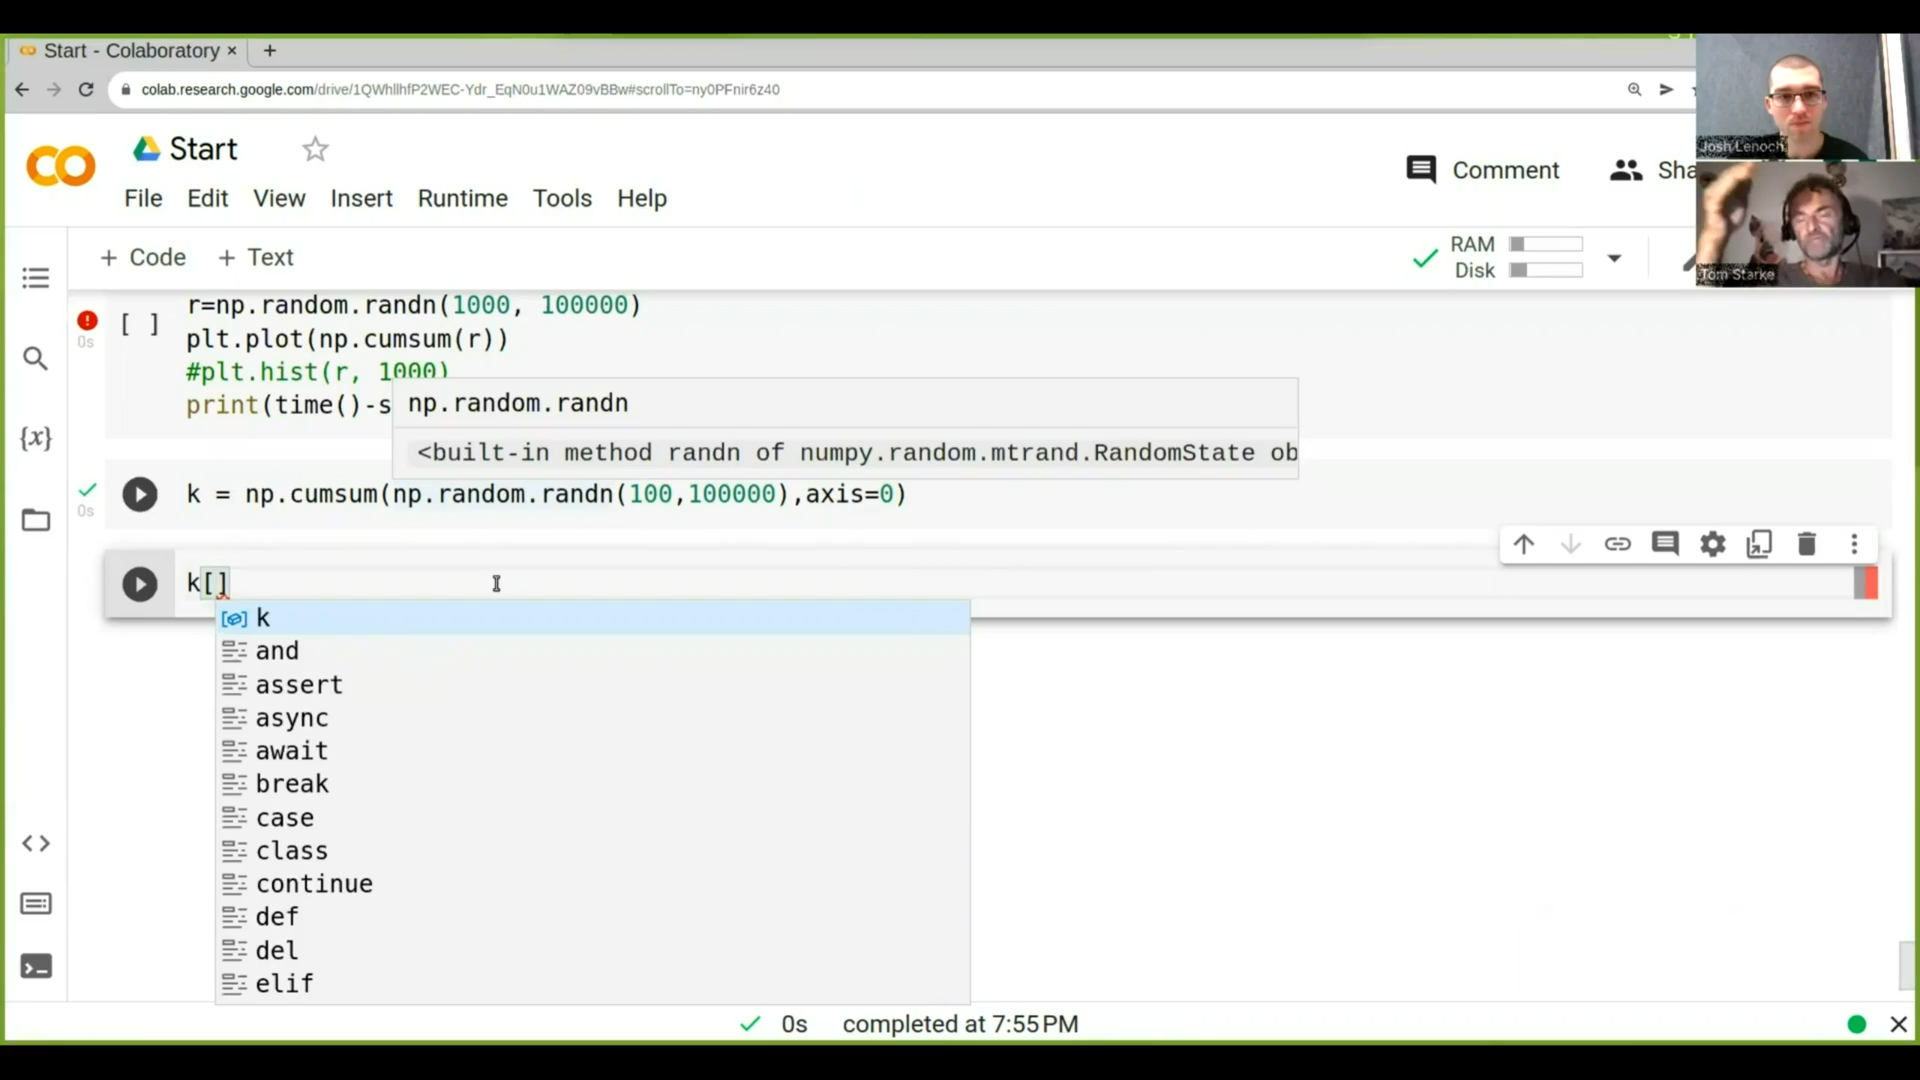 Start - Colaboratory
colab.research.google.com/drive/1QWhllhfP2WEC-Ydr_EqN0u1WAZ09vBBw#scrollTo=ny0PFnir6z40
Start
File Edit View Insert Runtime Tools Help
Comment
Sha
Josh Lenoch
Tom Starke
+ Code + Text
RAM
Disk
r=np.random.randn(1000, 100000)
[ ]
0s
plt.plot(np.cumsum(r))
#plt.hist(r, 1000)
print(time()-s
np.random.randn
<built-in method randn of numpy.random.mtrand.RandomState ob
{x}
0s
k = np.cumsum(np.random.randn(100,100000),axis=0)
k[]
k
and
assert
async
await
break
case
class
continue
def
del
elif
0s completed at 7:55 PM